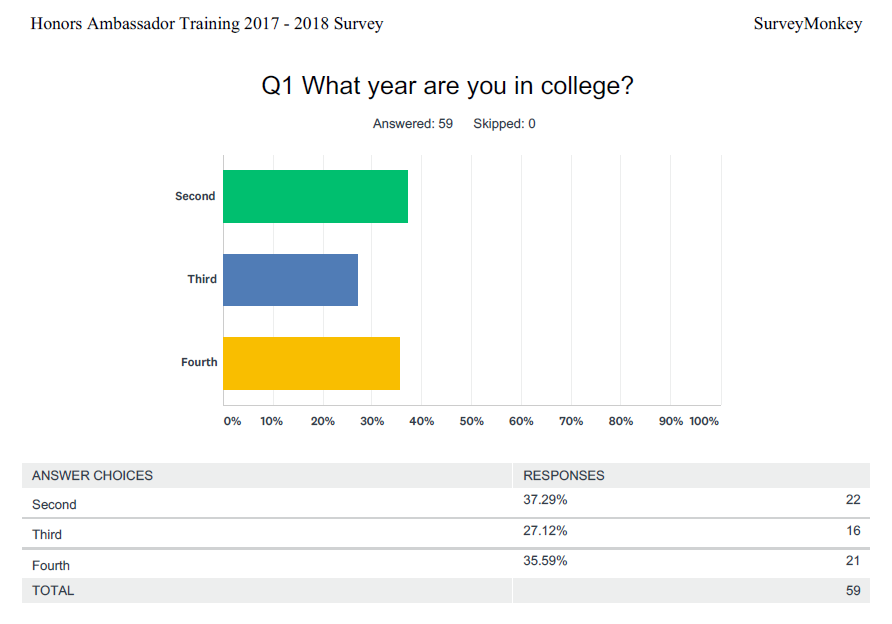 Honors Ambassador Training 2017 - 2018 Survey SurveyMonkey
Q1 What year are you in college?
Answered: 59 Skipped: 0
Second
Third
Fourth
0% 10% 20% 30% 40% 50% 60% 70% 80% 90% 100%
ANSWER CHOICES RESPONSES
Second 37.29% 22
Third 27.12% 16
Fourth 35.59% 21
TOTAL 59